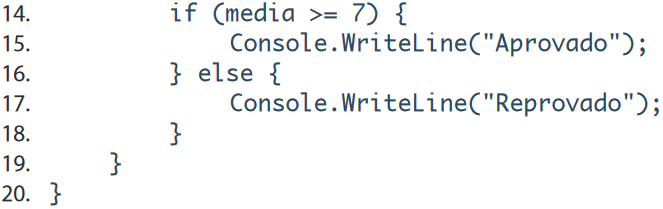 14. if (media >= 7) {
15. Console.WriteLine("Aprovado");
16. } else {
17. Console.WriteLine("Reprovado");
18. }
19. }
20. }